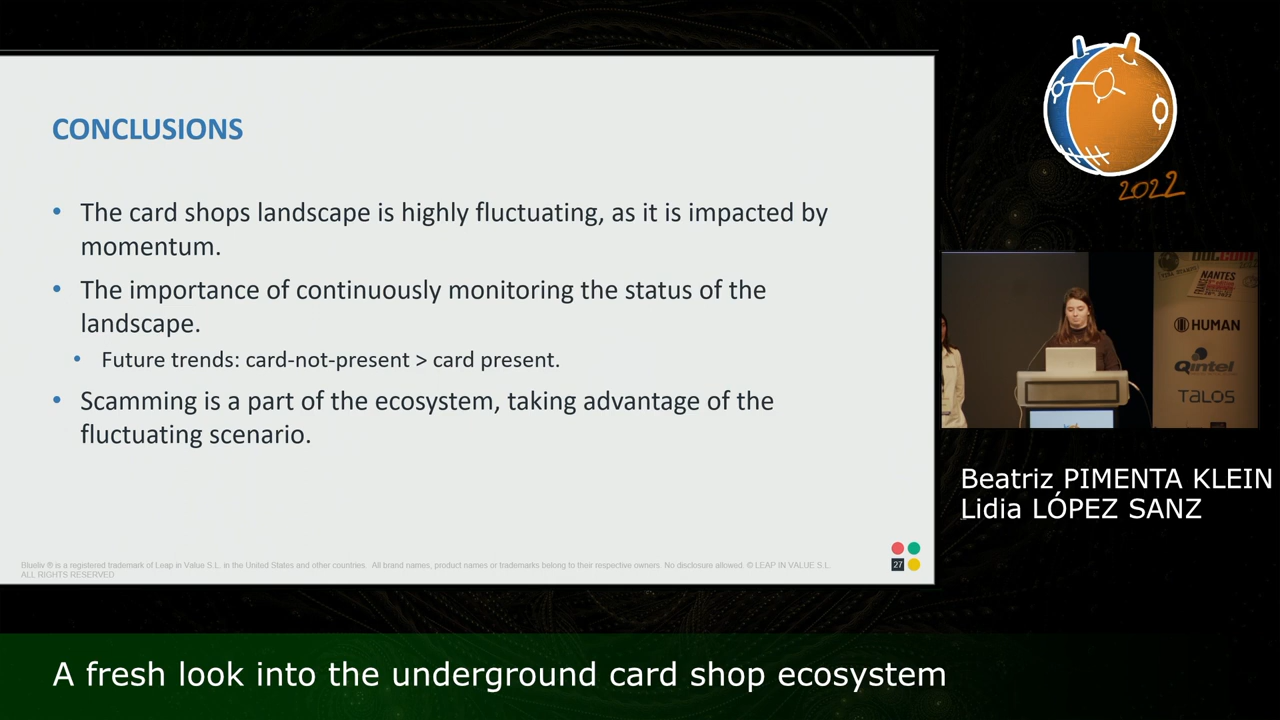 CONCLUSIONS
• The card shops landscape is highly fluctuating, as it is impacted by
momentum.
• The importance of continuously monitoring the status of the
landscape.
• Future trends: card-not-present > card present.
• Scamming is a part of the ecosystem, taking advantage of the
fluctuating scenario.
Blueliv ® is a registered trademark of Leap in Value S.L. in the United States and other countries. All brand names, product names or trademarks belong to their respective owners. No disclosure allowed. © LEAP IN VALUE S.L.
ALL RIGHTS RESERVED
27
2022
NANTES
HUMAN
Qintel
TALOS
Beatriz PIMENTA KLEIN
Lidia LÓPEZ SANZ
A fresh look into the underground card shop ecosystem